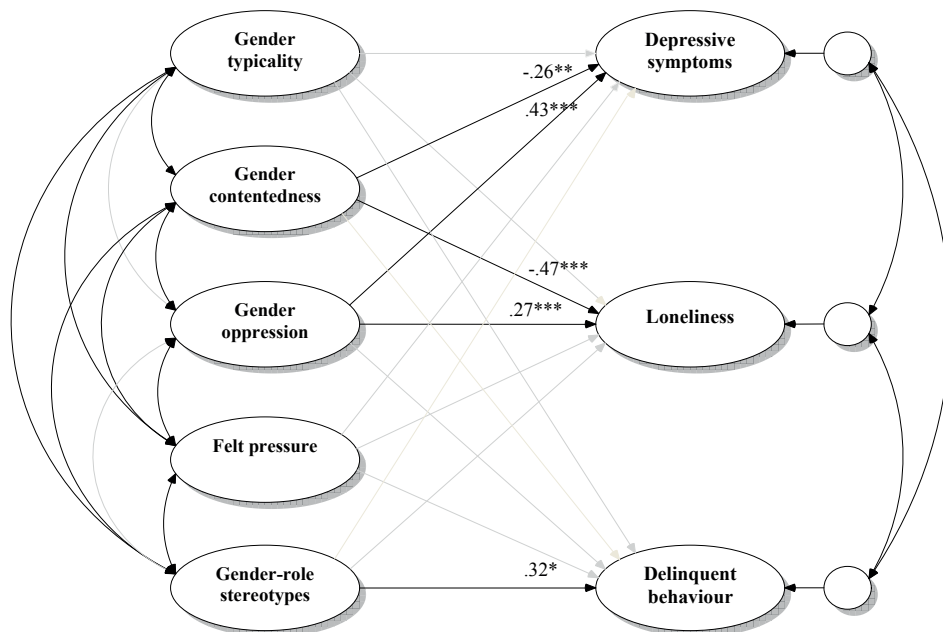 Gender
typicality
Depressive
symptoms
-.26**
.43***
Gender
contentedness
-.47***
Gender
oppression
.27***
Loneliness
Felt pressure
Gender-role
stereotypes
.32*
Delinquent
behaviour